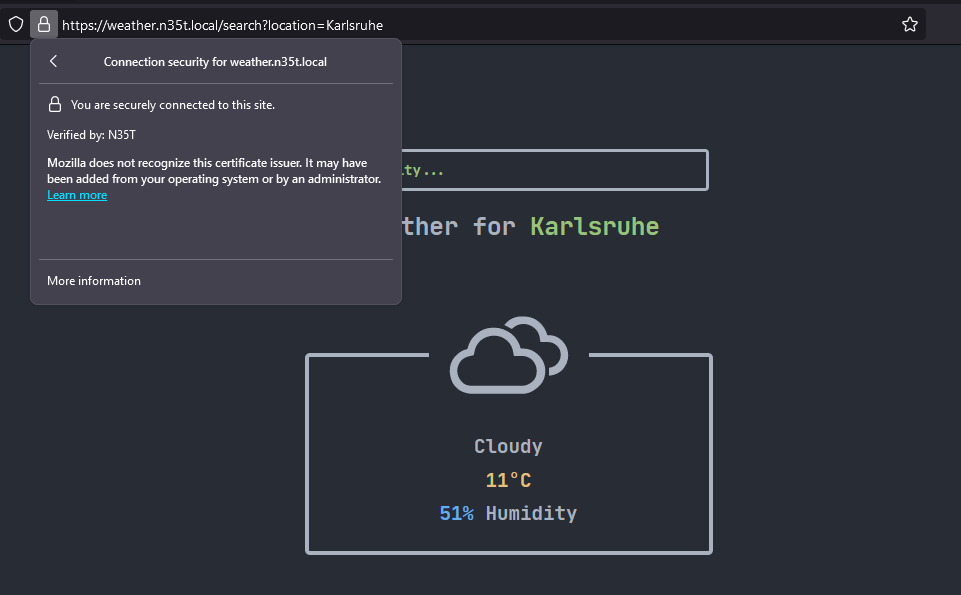 https://weather.n35t.local/search?location=Karlsruhe
Connection security for weather.n35t.local
You are securely connected to this site.
Verified by: N35T
Mozilla does not recognize this certificate issuer. It may have
been added from your operating system or by an administrator.
Learn more
More information
ity...
ther for Karlsruhe
Cloudy
11°C
51% Humidity